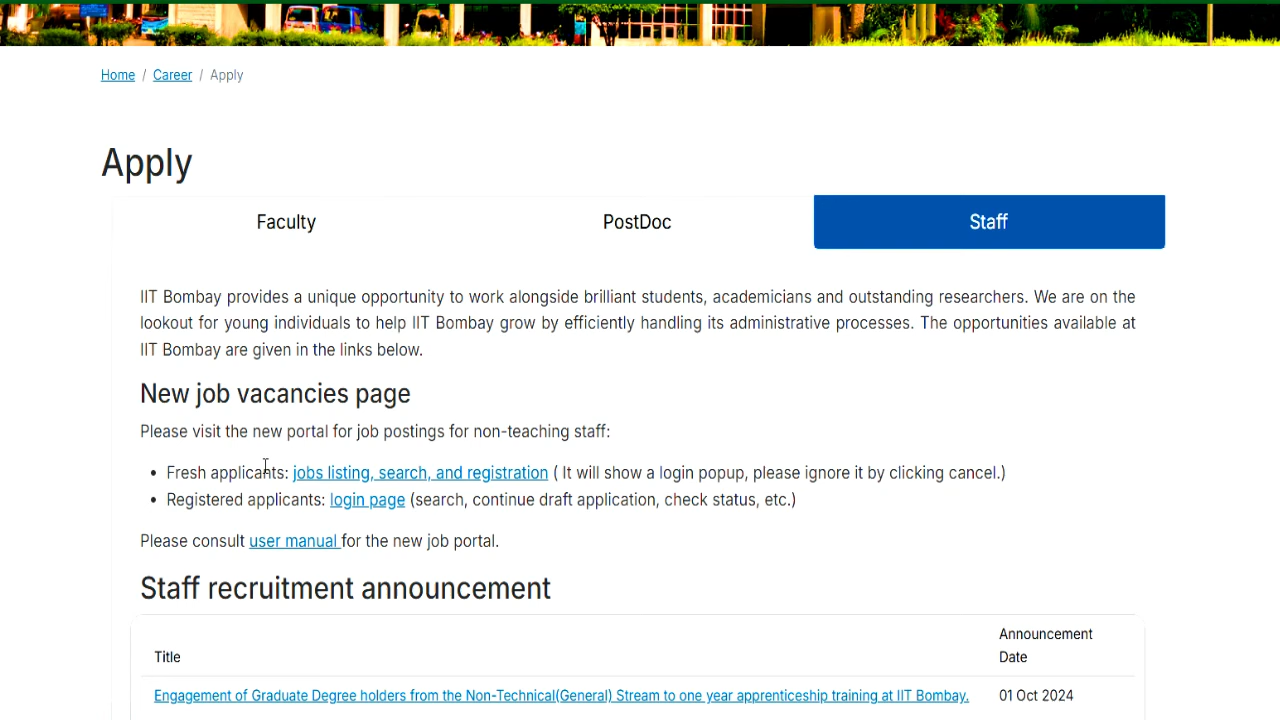 Home / Career / Apply
Apply
Faculty PostDoc Staff
IIT Bombay provides a unique opportunity to work alongside brilliant students, academicians and outstanding researchers. We are on the
lookout for young individuals to help IIT Bombay grow by efficiently handling its administrative processes. The opportunities available at
IIT Bombay are given in the links below.
New job vacancies page
Please visit the new portal for job postings for non-teaching staff:
• Fresh applicants: jobs listing, search, and registration ( It will show a login popup, please ignore it by clicking cancel.)
• Registered applicants: login page (search, continue draft application, check status, etc.)
Please consult user manual for the new job portal.
Staff recruitment announcement
Title Announcement Date
Engagement of Graduate Degree holders from the Non-Technical(General) Stream to one year apprenticeship training at IIT Bombay. 01 Oct 2024